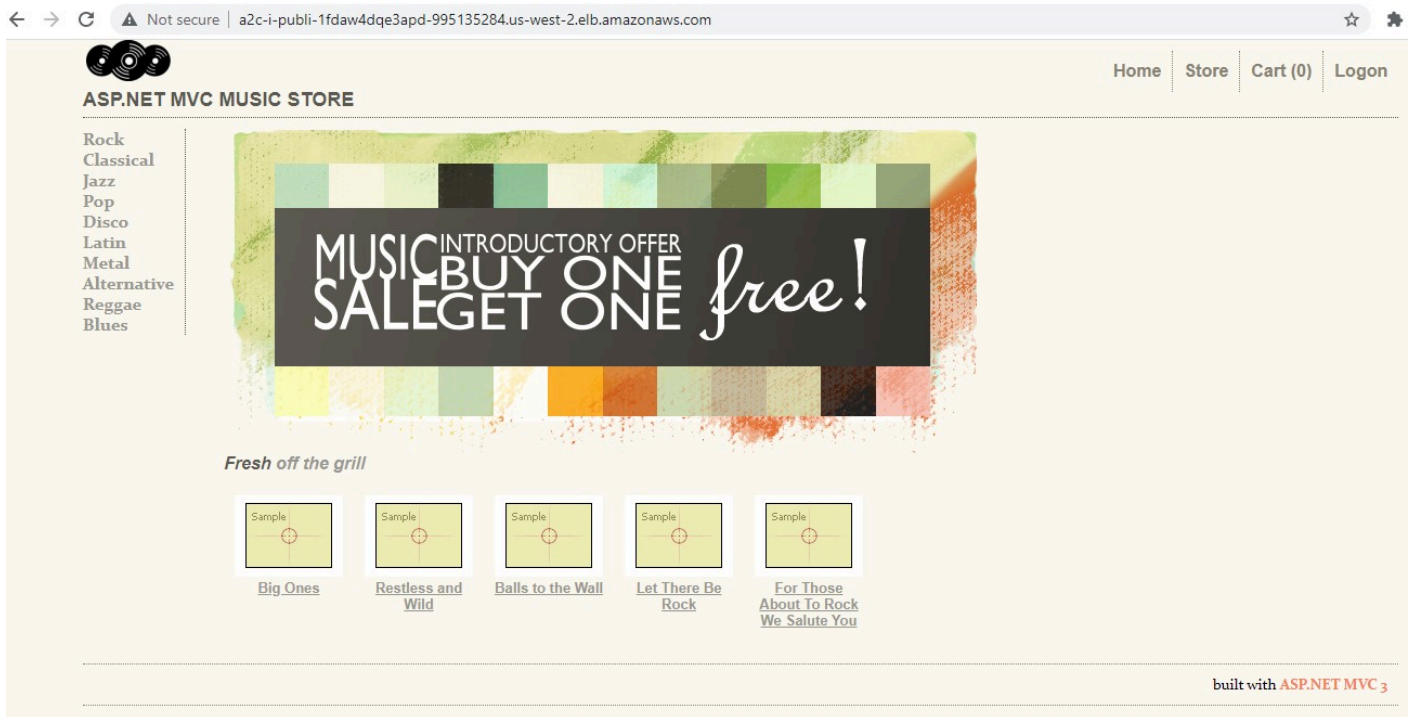 Not secure | a2c-i-publi-1fdaw4dqe3apd-995135284.us-west-2.elb.amazonaws.com
Home Store Cart (0) Logon
ASP.NET MVC MUSIC STORE
Rock
Classical
Jazz
Pop
Disco
Latin
Metal
Alternative
Reggae
Blues
MUSIC SALE
INTRODUCTORY OFFER
BUY ONE
GET ONE
free!
Fresh off the grill
Sample
Sample
Sample
Sample
Sample
Big Ones
Restless and
Wild
Balls to the Wall
Let There Be
Rock
For Those
About To Rock
We Salute You
built with ASP.NET MVC 3